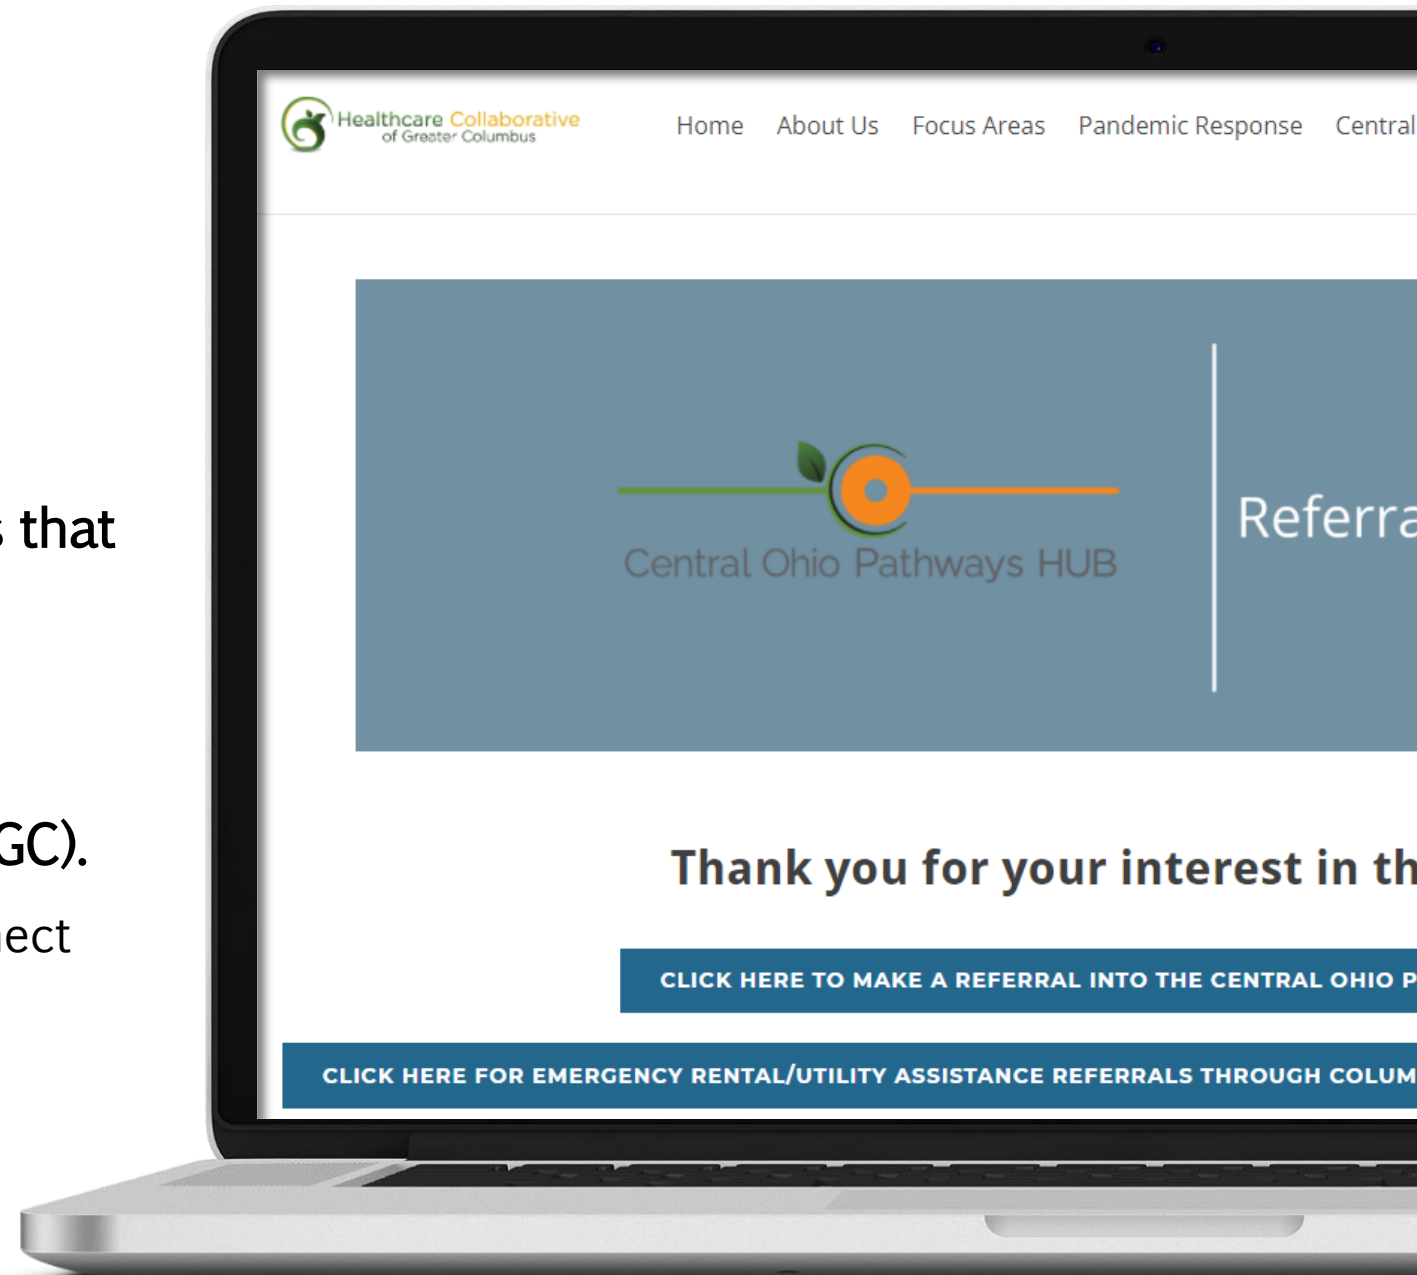 s that
GC).
nect
Healthcare Collaborative
of Greater Columbus
Home About Us Focus Areas Pandemic Response Central
Central Ohio Pathways HUB
Referra
Thank you for your interest in th
CLICK HERE TO MAKE A REFERRAL INTO THE CENTRAL OHIO P
CLICK HERE FOR EMERGENCY RENTAL/UTILITY ASSISTANCE REFERRALS THROUGH COLUM